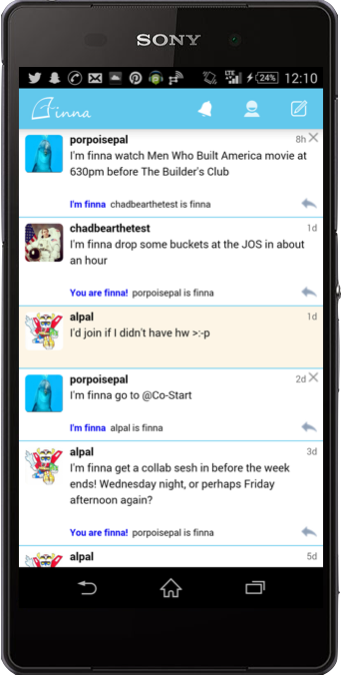 SONY
LTE 24% 12:10
Finna
porpoisepal 8h
I'm finna watch Men Who Built America movie at
630pm before The Builder's Club
I'm finna chadbearthetest is finna
chadbearthetest 1d
I'm finna drop some buckets at the JOS in about
an hour
You are finna! porpoisepal is finna
alpal 1d
I'd join if I didn't have hw >:-p
porpoisepal 2d
I'm finna go to @Co-Start
I'm finna alpal is finna
alpal 3d
I'm finna get a collab sesh in before the week
ends! Wednesday night, or perhaps Friday
afternoon again?
You are finna! porpoisepal is finna
alpal 5d